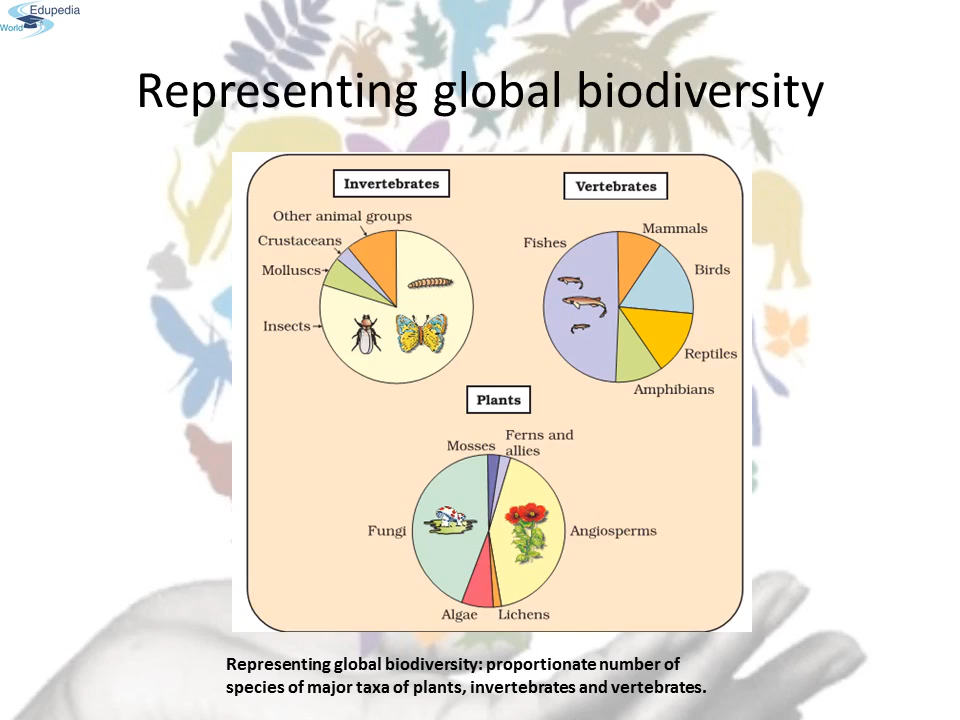 Edupedia
World
Representing global biodiversity
Invertebrates
Other animal groups
Crustaceans
Molluscs
Insects
Vertebrates
Fishes
Mammals
Birds
Reptiles
Amphibians
Plants
Mosses
Ferns and
allies
Fungi
Angiosperms
Algae
Lichens
Representing global biodiversity: proportionate number of
species of major taxa of plants, invertebrates and vertebrates.